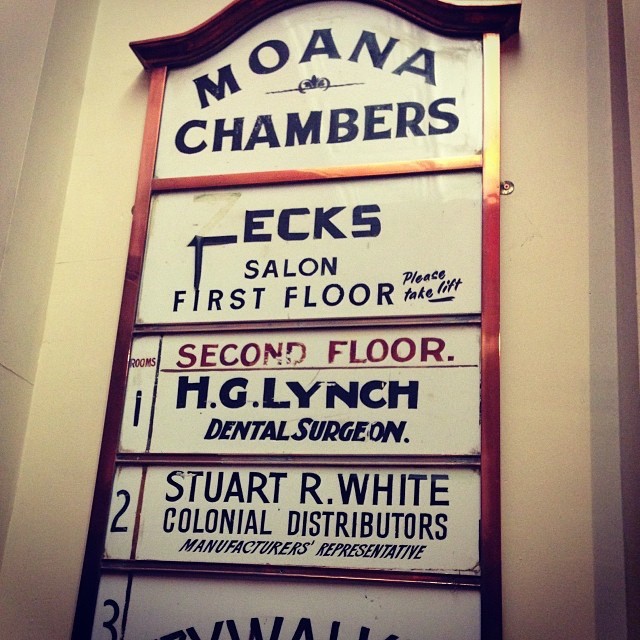 MOANA
CHAMBERS
ECKS
SALON
FIRST FLOOR Please take lift
ROOMS SECOND FLOOR.
1 H.G. LYNCH
DENTAL SURGEON.
2 STUART R. WHITE
COLONIAL DISTRIBUTORS
MANUFACTURERS' REPRESENTATIVE
3